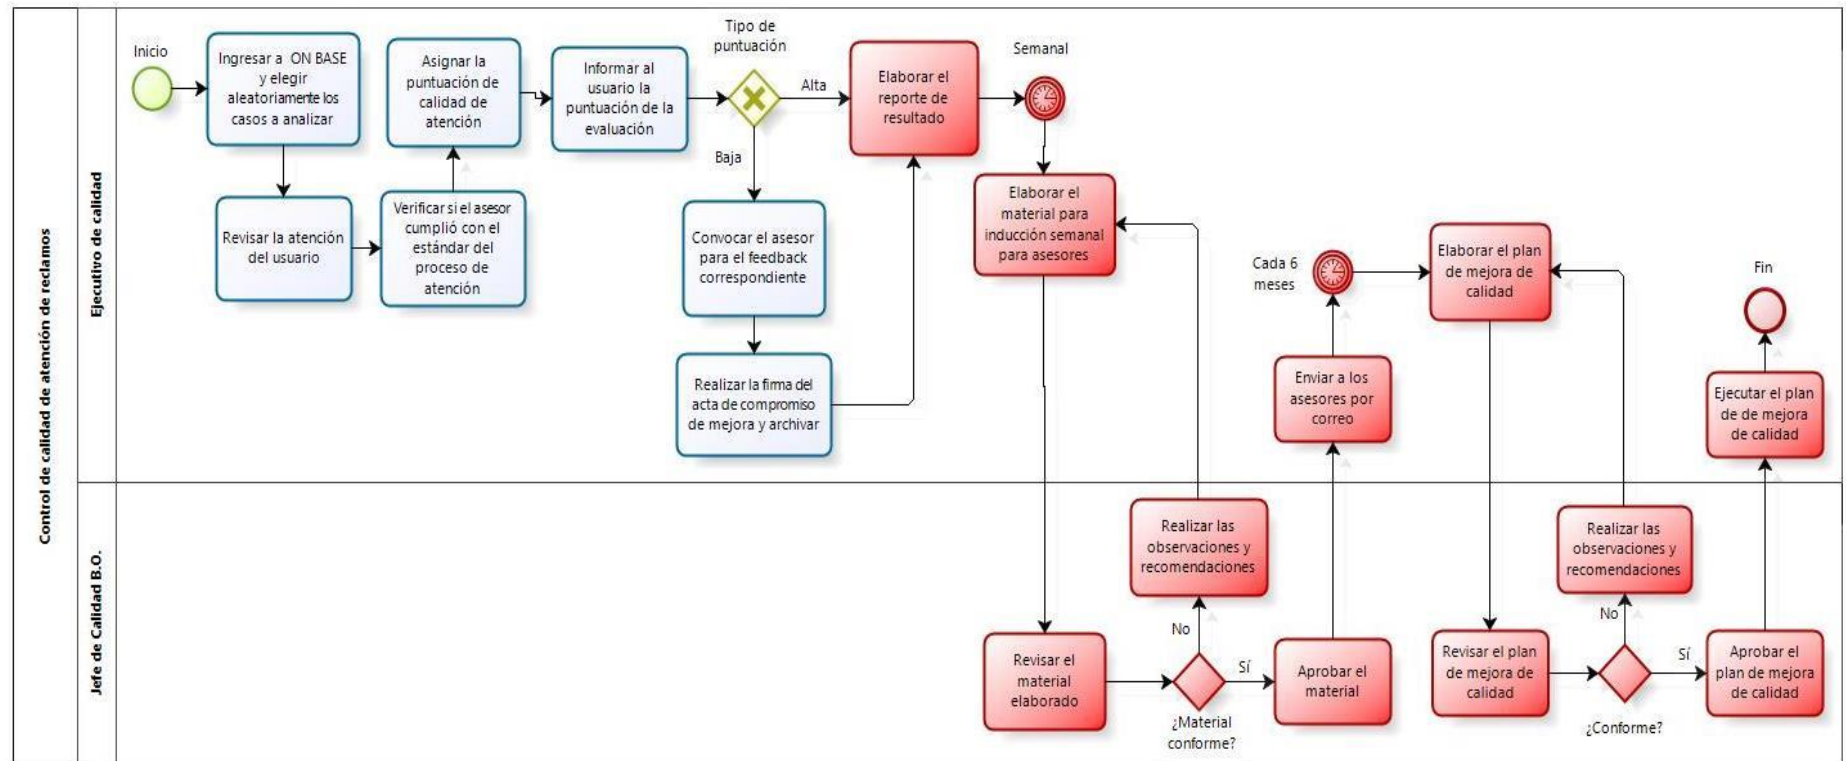 Control de calidad de atención de reclamos
Ejecutivo de calidad
Inicio
Ingresar a ON BASE
y elegir
aleatoriamente los
casos a analizar
Revisar la atención
del usuario
Verificar si el asesor
cumplió con el
estándar del
proceso de
atención
Asignar la
puntuación de
calidad de
atención
Informar al
usuario la
puntuación de la
evaluación
Tipo de
puntuación
Alta
Baja
Convocar el asesor
para el feedback
correspondiente
Realizar la firma del
acta de compromiso
de mejora y archivar
Elaborar el
reporte de
resultado
Semanal
Elaborar el
material para
inducción semanal
para asesores
Cada 6
meses
Enviar a los
asesores por
correo
Elaborar el plan
de mejora de
calidad
Fin
Ejecutar el plan
de de mejora
de calidad
Jefe de Calidad B.O.
Revisar el
material
elaborado
¿Material
conforme?
No
Realizar las
observaciones y
recomendaciones
Sí
Aprobar el
material
Revisar el plan
de mejora de
calidad
¿Conforme?
No
Realizar las
observaciones y
recomendaciones
Sí
Aprobar el
plan de mejora
de calidad